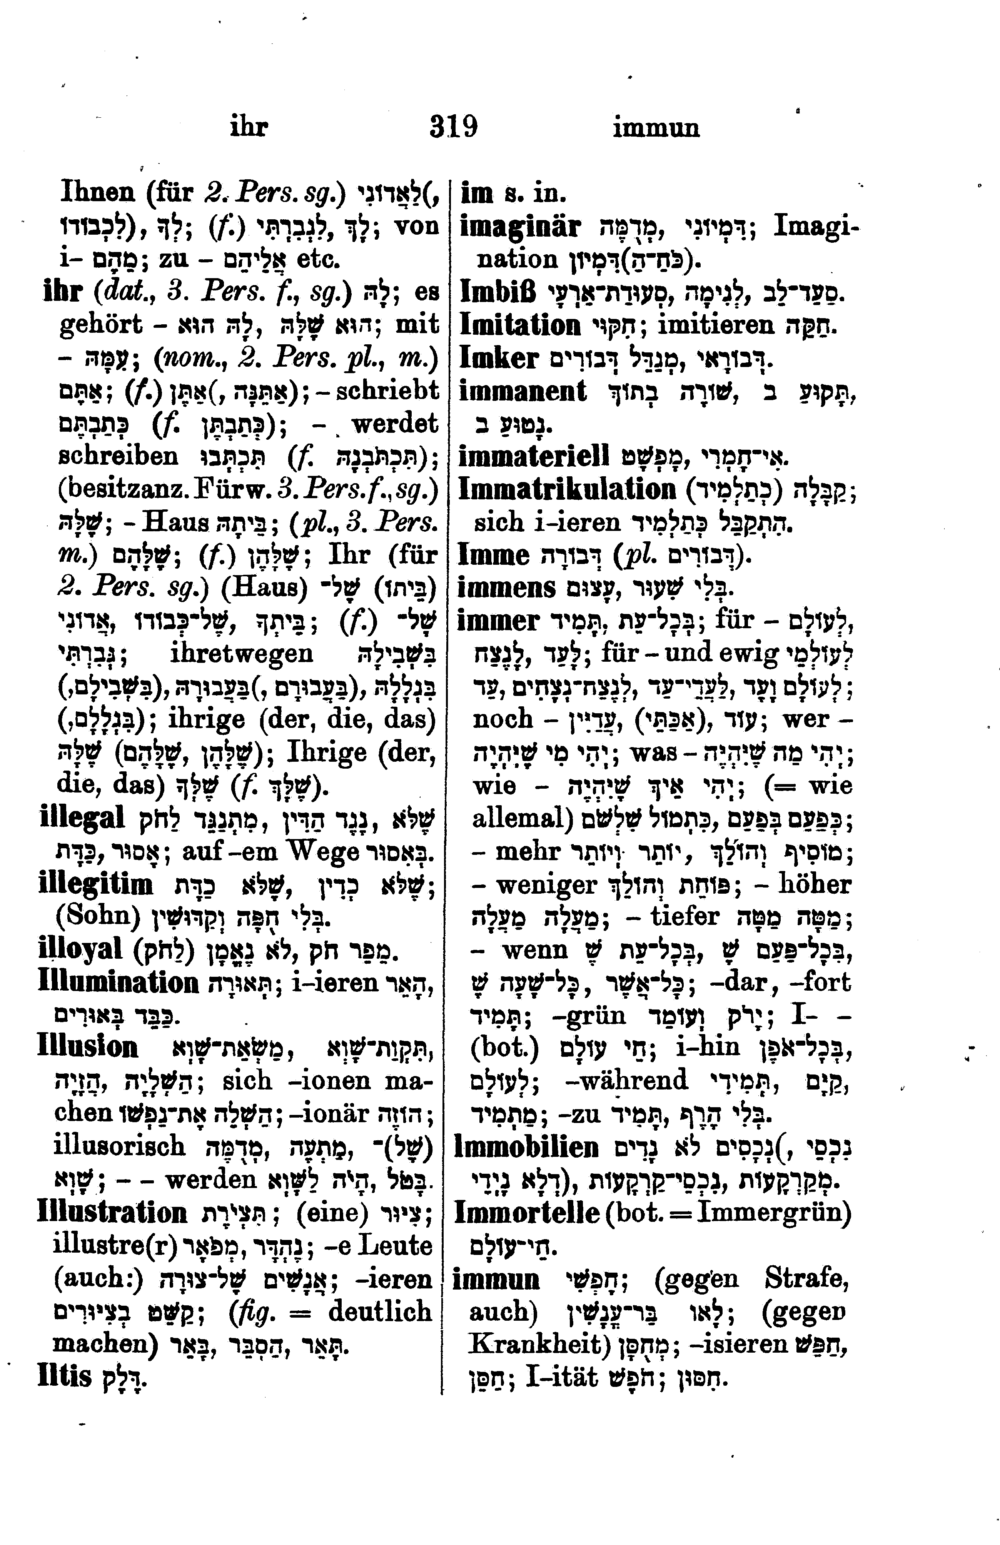 ihr 319 immun
Ihnen (für 2. Pers. sg.) לַאֲדוֹנִי(,
לִכְבוֹדוֹ), לְךָ; (f.) לִגְבִרְתִּי, לָךְ; von
i– מֵהֶם; zu – אֲלֵיהֶם etc.
ihr (dat., 3. Pers. f., sg.) לָהּ; es
gehört – הוּא שֶׁלָּהּ, לָהּ הוּא; mit
– עִמָּהּ; (nom., 2. Pers. pl., m.)
אַתֶּם; (f.) אַתֶּן(, אַתֵּנָּה); – schriebt
כְּתַבְתֶּם (f. כְּתַבְתֶּן); – werdet
schreiben תִּכְתְּבוּ (f. תִּכְתֹּבְנָה);
(besitzanz. Fürw. 3. Pers. f., sg.)
שֶׁלָּהּ; – Haus בֵּיתָהּ; (pl., 3. Pers.
m.) שֶׁלָּהֶם; (f.) שֶׁלָּהֶן; Ihr (für
2. Pers. sg.) (Haus) (בֵּיתוֹ) שֶׁל־
אֲדוֹנִי, שֶׁל־כְּבוֹדוֹ, בֵּיתְךָ; (f.) שֶׁל־
גְּבִרְתִּי; ihretwegen בִּשְׁבִילָהּ
(,בִּשְׁבִילָם), בַּעֲבוּרָהּ(, בַּעֲבוּרָם), בִּגְלָלָהּ
(,בִּגְלָלָם); ihrige (der, die, das)
שֶׁלָּהּ (שֶׁלָּהֶן, שֶׁלָּהֶם); Ihrige (der,
die, das) שֶׁלְּךָ (f. שֶׁלָּךְ).
illegal שֶׁלֹּא, נֶגֶד הַדִּין, מִתְנַגֵּד לַחֹק
כַּדָּת, אָסוּר; auf –em Wege בְּאִסּוּר.
illegitim שֶׁלֹּא כְדִין, שֶׁלֹּא כַדָּת;
(Sohn) בְּלִי חֻפָּה וְקִדּוּשִׁין.
illoyal (לַחֹק) מֵפֵר חֹק, לֹא נֶאֱמָן.
Illumination תְּאוּרָה; i–ieren הָאֵר,
כַּבֵּד בְּאוּרִים.
Illusion תִּקְוַת־שָׁוְא, מַשְׂאַת־שָׁוְא,
הַשְׁלָיָה, הֲזָיָה; sich –ionen ma-
chen הַשְׁלֵה אֶת־נַפְשׁוֹ; –ionär הוֹזֶה;
illusorisch (שֶׁל)־, מַתְעֶה, מְדֻמֶּה
שָׁוְא; – – werden בָּטֵל, הָיֹה לַשָּׁוְא.
Illustration תַּצְיֹרֶת; (eine) צִיּוּר;
illustre(r) נֶהְדָּר, מְפֹאָר; –e Leute
(auch:) אֲנָשִׁים שֶׁל־צוּרָה; –ieren
קַשֵּׁט בְּצִיּוּרִים; (fig. = deutlich
machen) תָּאֵר, הַסְבֵּר, בָּאֵר.
Iltis דָּלָק.
im s. in.
imaginär דִּמְיוֹנִי, מְדֻמֶּה; Imagi-
nation דִּמְיוֹן(כֹּחַ־הַ).
Imbiß סְעַד־לֵב, לְגִימָה, סְעוּדַת־אַרְעִי.
Imitation חִקּוּי; imitieren חַקֵּה.
Imker דְּבוֹרָאי, מְגַדֵּל דְּבוֹרִים.
immanent תָּקוּעַ ב, שׁוֹרֶה בְתוֹךְ,
נָטוּעַ ב.
immateriell אִי־חָמְרִי, מֻפְשָׁט.
Immatrikulation (כְּתַלְמִיד) קַבָּלָה;
sich i–ieren הִתְקַבֵּל כְּתַלְמִיד.
Imme דְּבוֹרָה (pl. דְּבוֹרִים).
immens בְּלִי שִׁעוּר, עָצוּם.
immer בְּכָל־עֵת, תָּמִיד; für – לְעוֹלָם,
לָעַד, לָנֶצַח; für – und ewig לְעוֹלְמֵי
עַד, לְנֵצַח־נְצָחִים, לַעֲדֵי־עַד, לְעוֹלָם וָעֶד;
noch – עוֹד, (אַכַּתִּי), עֲדַיִין; wer –
יְהִי מִי שֶׁיִּהְיֶה; was – יְהִי מַה שֶּׁיִּהְיֶה;
wie – יְהִי אֵיךְ שֶׁיִּהְיֶה; (= wie
allemal) כְּפַעַם בְּפַעַם, כִּתְמוֹל שִׁלְשֹׁם;
– mehr מוֹסִיף וְהוֹלֵךְ, יוֹתֵר וְיוֹתֵר;
– weniger פּוֹחֵת וְהוֹלֵךְ; – höher
מַעְלָה מַעְלָה; – tiefer מַטָּה מַטָּה;
– wenn בְּכָל־פַּעַם שֶׁ, בְּכָל־עֵת שֶׁ,
כָּל־אֲשֶׁר, כָּל־שָׁעָה שֶׁ; –dar, –fort
תָּמִיד; –grün יָרֹק וְעוֹמֵד; I– –
(bot.) חַי עוֹלָם; i–hin בְּכָל־אֹפֶן,
לְעוֹלָם; –während קַיָּם, תְּמִידִי,
מַתְמִיד; –zu בְּלִי הֶרֶף, תָּמִיד.
Immobilien נִכְסֵי(, נְכָסִים לֹא נָדִים
דְּלָא נָיְדֵי), מְקַרְקְעוֹת, נִכְסֵי־קַרְקָעוֹת.
Immortelle (bot. = Immergrün)
חַי־עוֹלָם.
immun חָפְשִׁי; (gegen Strafe,
auch) לָאו בַּר־עֳנָשִׁין; (gegen
Krankheit) מְחֻסָּן; –isieren חַפֵּשׁ,
חַסֵּן; I–ität חֹפֶשׁ; חִסּוּן.